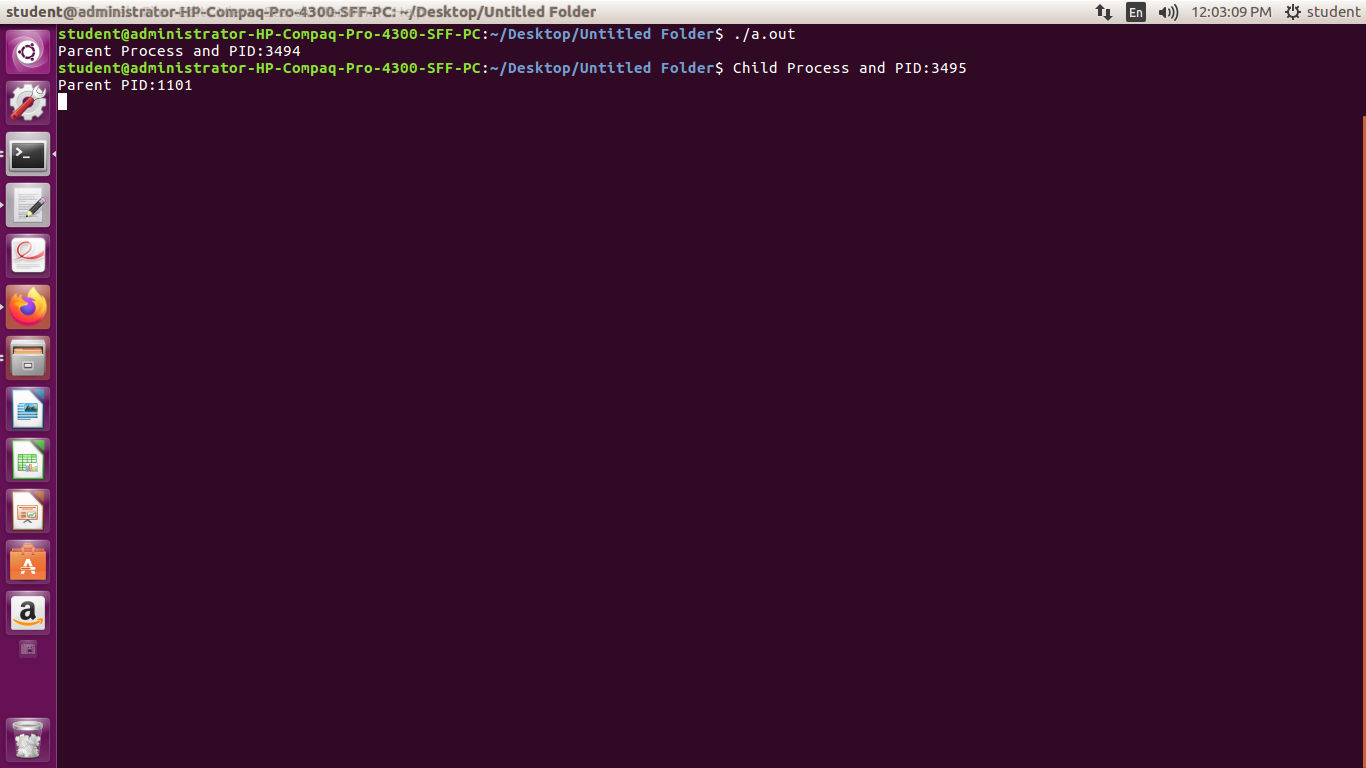 student@administrator-HP-Compaq-Pro-4300-SFF-PC: ~/Desktop/Untitled Folder
En
12:03:09 PM
student
student@administrator-HP-Compaq-Pro-4300-SFF-PC:~/Desktop/Untitled Folder$ ./a.out
Parent Process and PID:3494
student@administrator-HP-Compaq-Pro-4300-SFF-PC:~/Desktop/Untitled Folder$ Child Process and PID:3495
Parent PID:1101